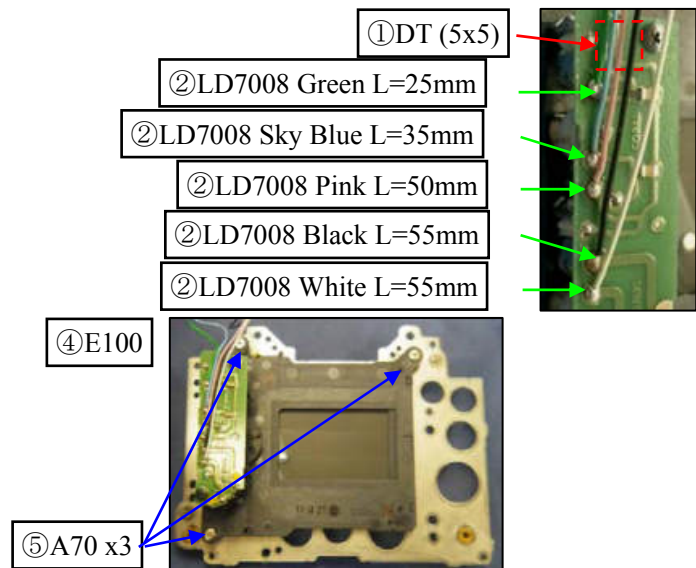 ①DT (5x5)
②LD7008 Green L=25mm
②LD7008 Sky Blue L=35mm
②LD7008 Pink L=50mm
②LD7008 Black L=55mm
②LD7008 White L=55mm
④E100
⑤A70 x3